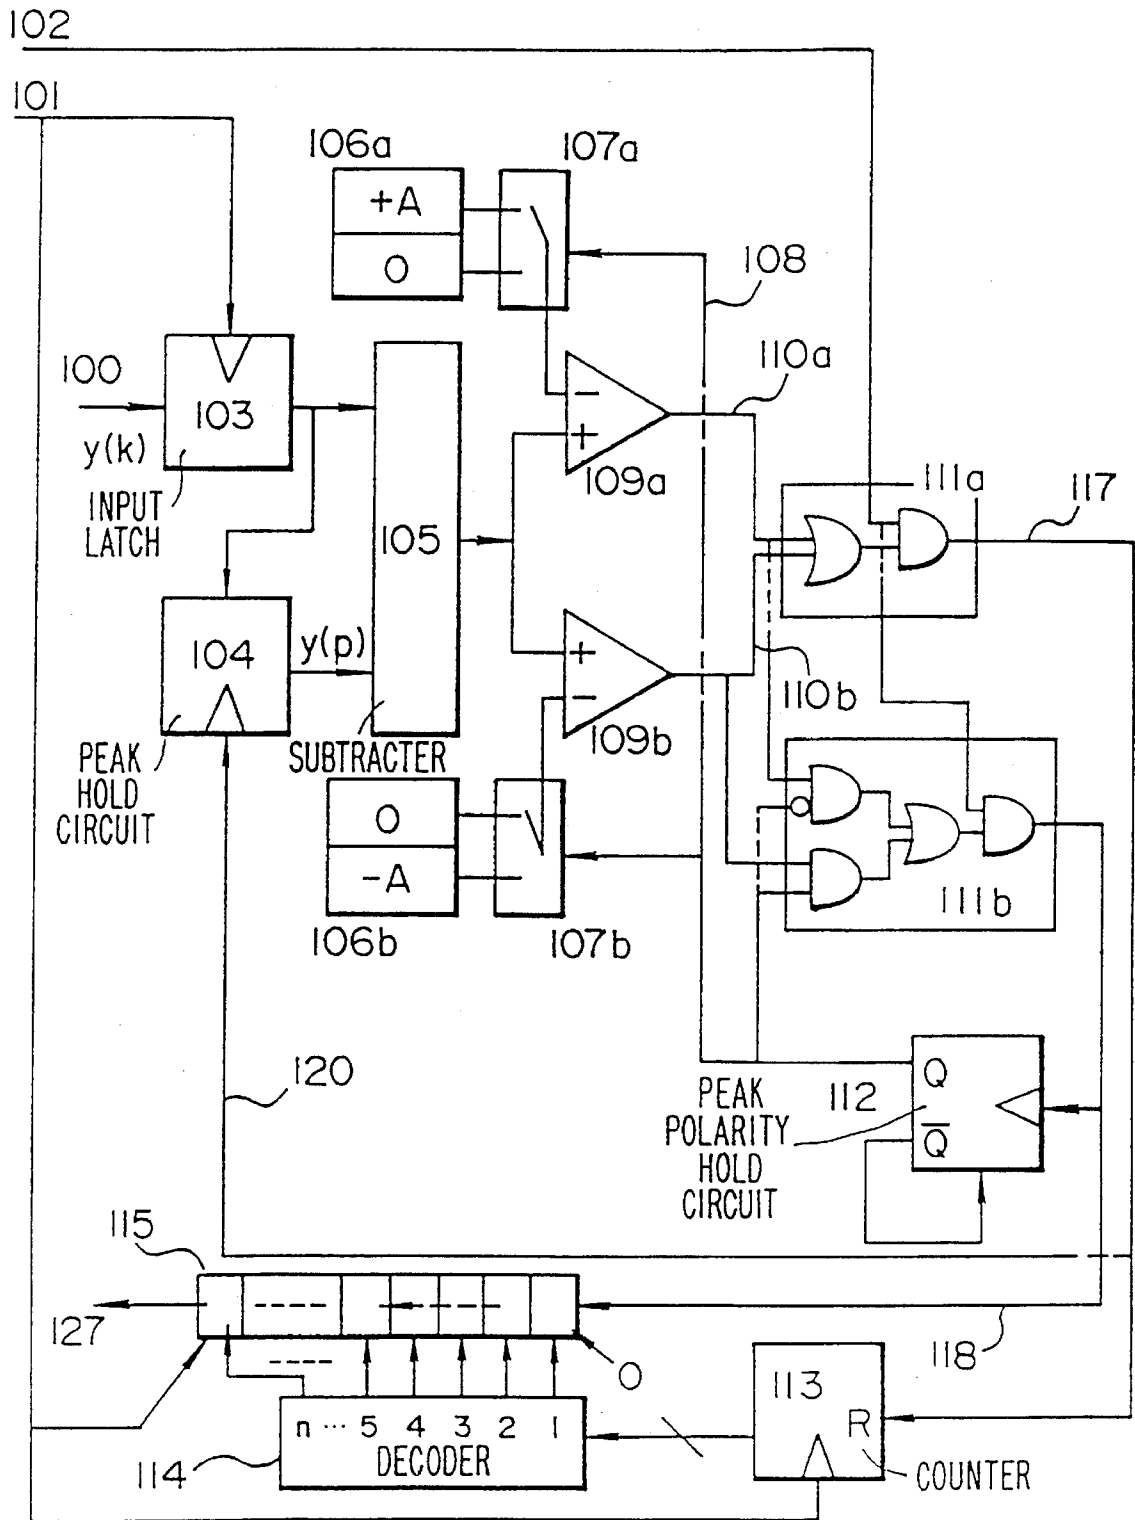 102
101
106a
107a
+A
0
108
100
103
y(k)
INPUT
LATCH
110a
109a
111a
117
105
104
y(p)
PEAK
HOLD
CIRCUIT
SUBTRACTER
109b
110b
0
-A
106b
107b
111b
120
PEAK
POLARITY
HOLD
CIRCUIT
112
Q
Q̅
115
127
118
0
113
R
COUNTER
n ··· 5 4 3 2 1
DECODER
114